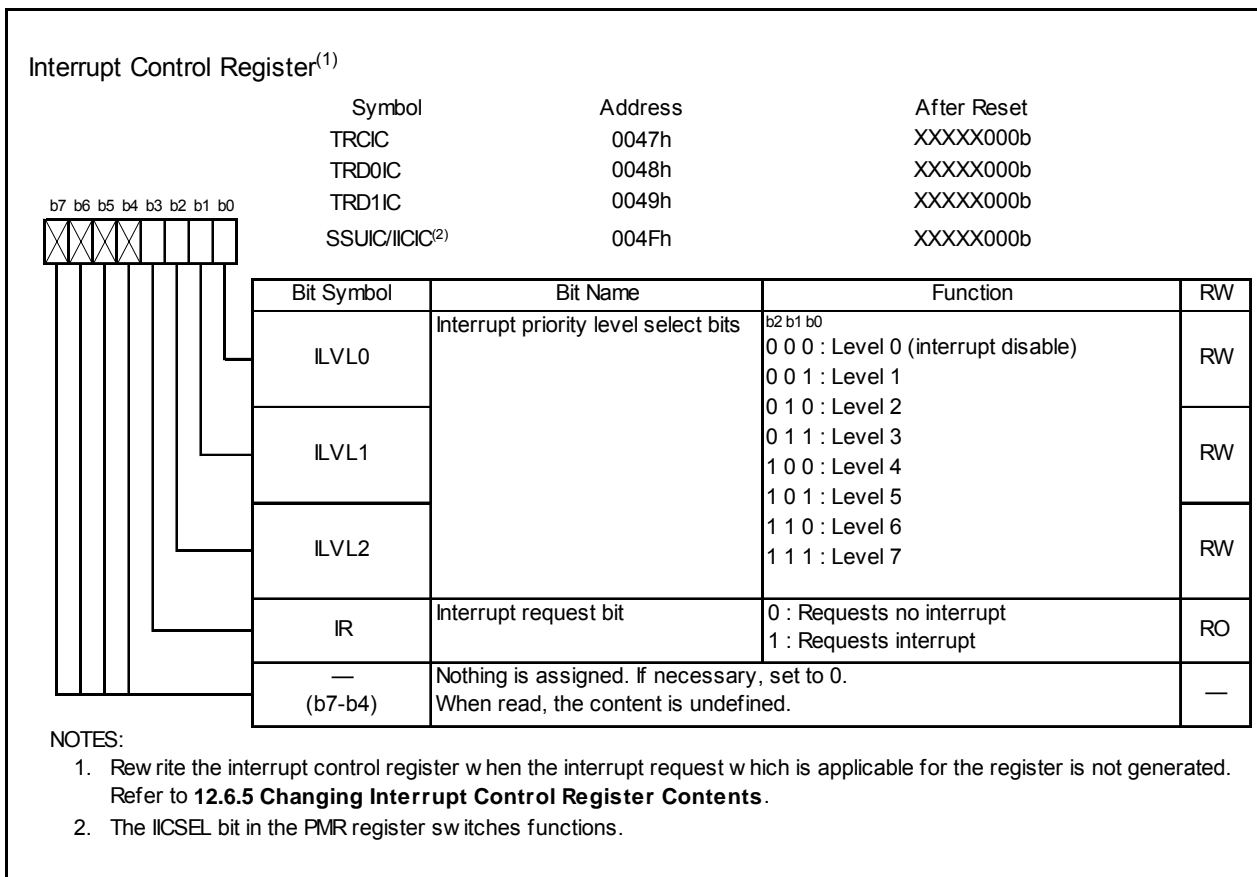 Interrupt Control Register(1)
Symbol Address After Reset
TRCIC 0047h XXXXX000b
TRD0IC 0048h XXXXX000b
TRD1IC 0049h XXXXX000b
SSUIC/IICIC(2) 004Fh XXXXX000b
b7 b6 b5 b4 b3 b2 b1 b0
Bit Symbol Bit Name Function RW
ILVL0 Interrupt priority level select bits b2 b1 b0
0 0 0 : Level 0 (interrupt disable) RW
0 0 1 : Level 1
0 1 0 : Level 2
ILVL1 0 1 1 : Level 3 RW
1 0 0 : Level 4
1 0 1 : Level 5
ILVL2 1 1 0 : Level 6 RW
1 1 1 : Level 7
IR Interrupt request bit 0 : Requests no interrupt RO
1 : Requests interrupt
— Nothing is assigned. If necessary, set to 0. —
(b7-b4) When read, the content is undefined.
NOTES:
1. Rewrite the interrupt control register when the interrupt request which is applicable for the register is not generated.
Refer to 12.6.5 Changing Interrupt Control Register Contents.
2. The IICSEL bit in the PMR register switches functions.